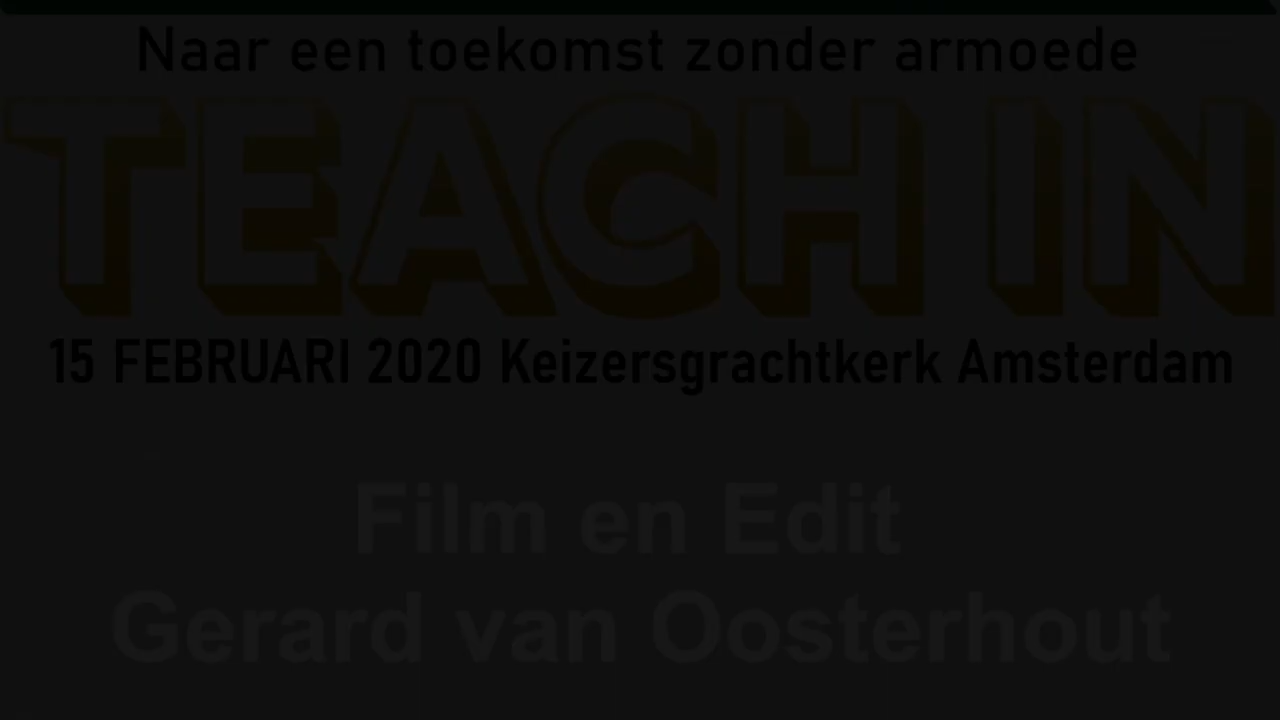 Naar een toekomst zonder armoede
TEACH IN
15 FEBRUARI 2020 Keizersgrachtkerk Amsterdam
Film en Edit
Gerard van Oosterhout